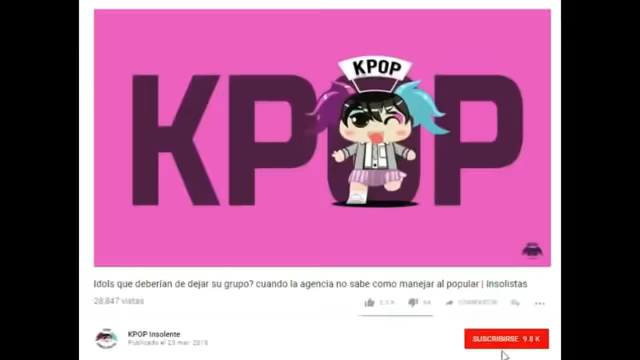 KPOP
KPOP
Idols que deberían de dejar su grupo? cuando la agencia no sabe como manejar al popular | Insolistas
28,847 vistas
COMPARTIR
KPOP Insolente
Publicado el 23 mar. 2018
SUSCRIBIRSE 9.8 K